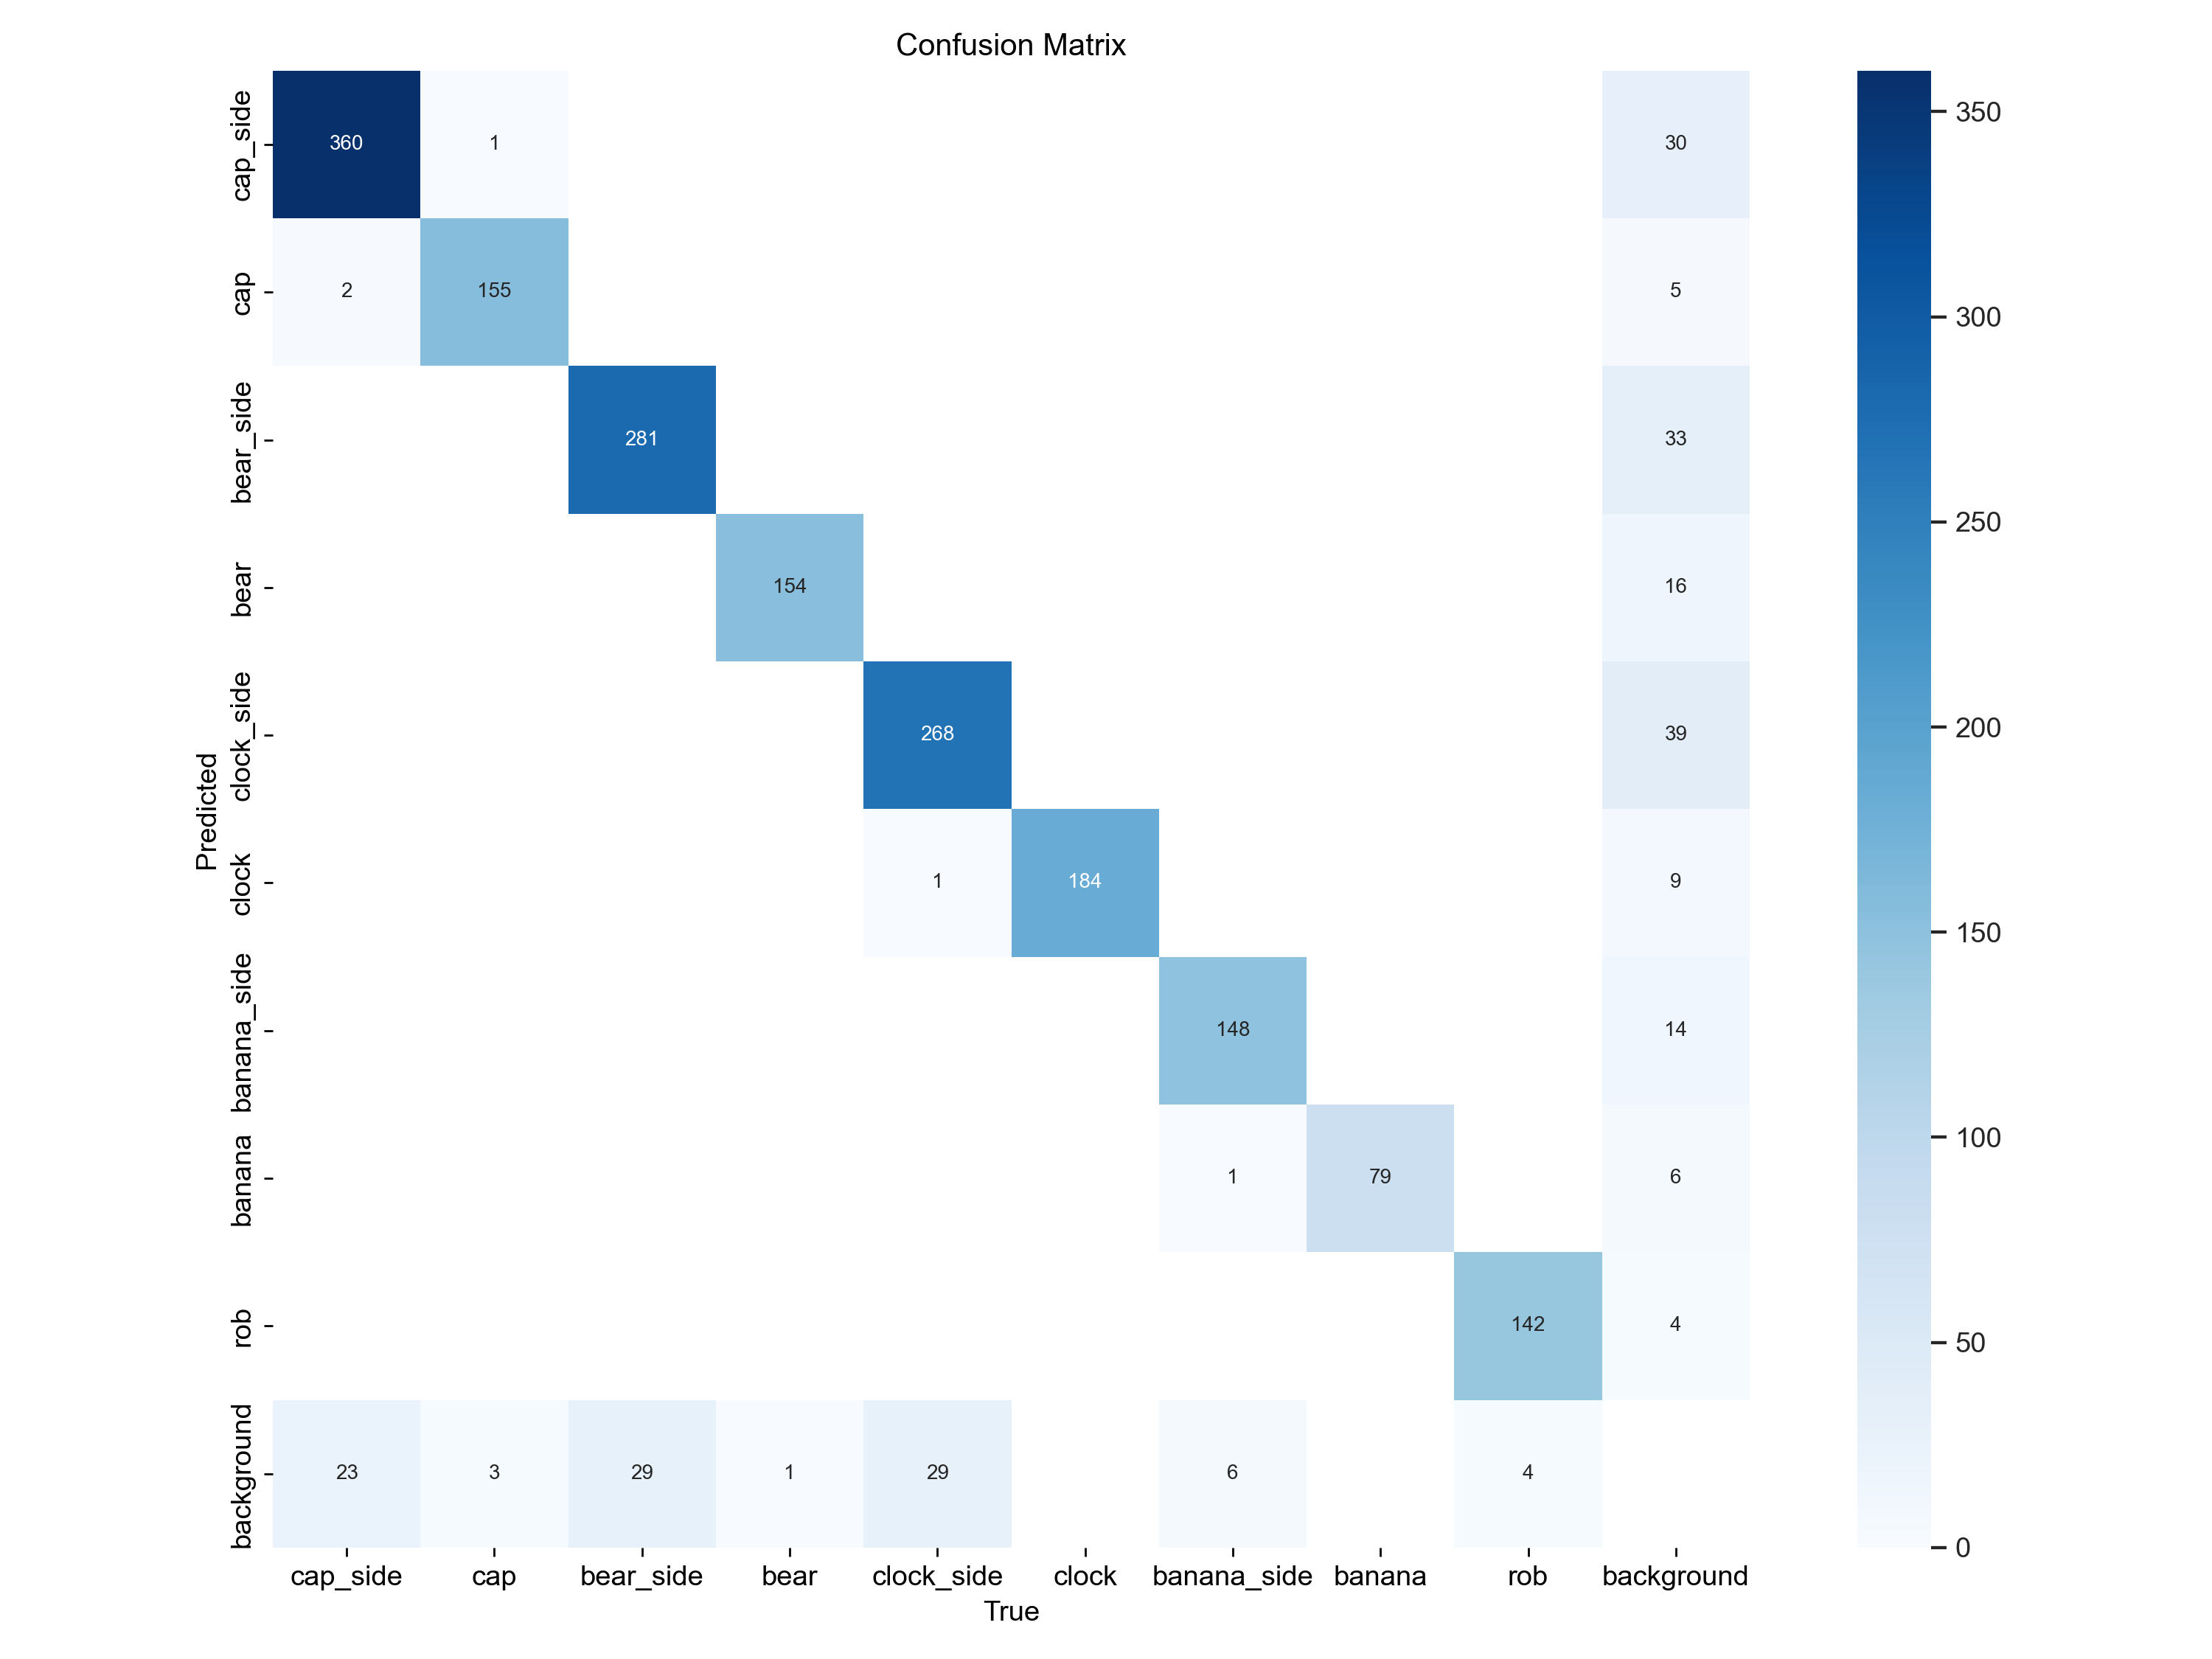 Confusion Matrix
cap_side 360 1 30 350
cap 2 155 5 300
bear_side 281 33 250
bear 154 16
clock_side 268 39 200
Predicted
clock 1 184 9 150
banana_side 148 14
banana 1 79 6 100
rob 142 4 50
background 23 3 29 1 29 6 4 0
cap_side cap bear_side bear clock_side clock banana_side banana rob background
True